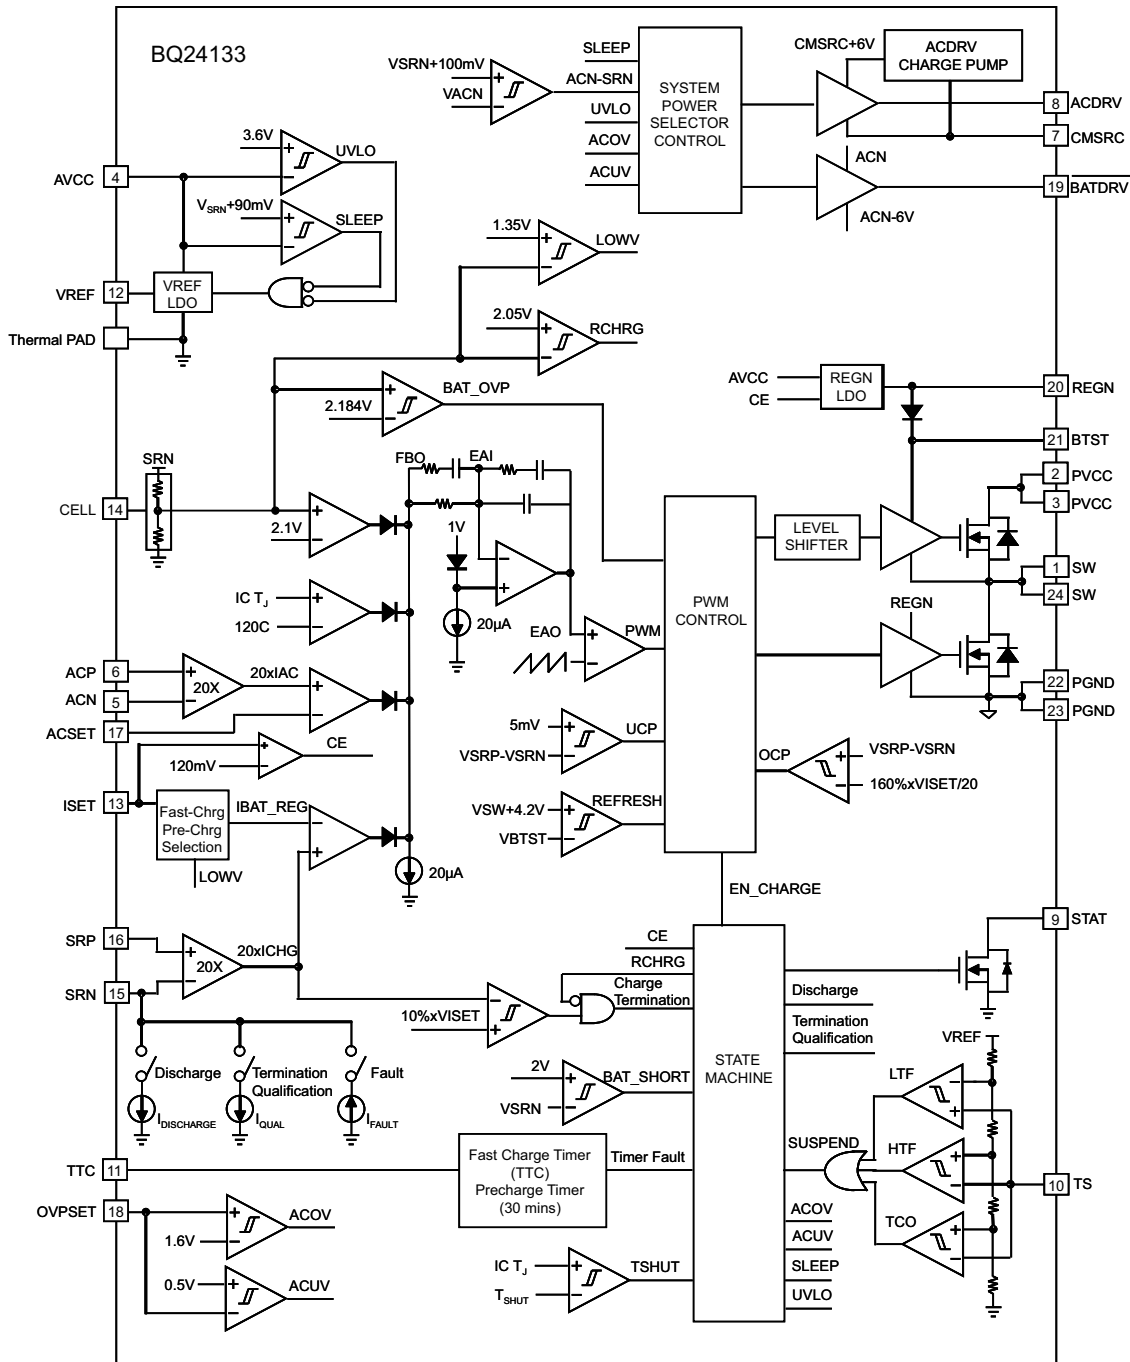 BQ24133
CMSRC+6V
ACDRV
CHARGE PUMP
VSRN+100mV
VACN
SLEEP
ACN-SRN
UVLO
ACOV
ACUV
SYSTEM
POWER
SELECTOR
CONTROL
8 ACDRV
7 CMSRC
ACN
ACN-6V
19 BATDRV
3.6V
UVLO
AVCC 4
VSRN+90mV
SLEEP
VREF 12
VREF
LDO
Thermal PAD
1.35V
LOWV
2.05V
RCHRG
BAT_OVP
2.184V
AVCC
CE
REGN
LDO
20 REGN
21 BTST
2 PVCC
3 PVCC
1 SW
24 SW
22 PGND
23 PGND
SRN
CELL 14
2.1V
FBO
EAI
1V
20µA
EAO
PWM
PWM
CONTROL
LEVEL
SHIFTER
REGN
IC TJ
120C
ACP 6
ACN 5
ACSET 17
20X
20xIAC
CE
120mV
ISET 13
Fast-Chrg
Pre-Chrg
Selection
IBAT_REG
LOWV
20µA
5mV
VSRP-VSRN
UCP
VSW+4.2V
VBTST
REFRESH
OCP
VSRP-VSRN
160%xVISET/20
EN_CHARGE
SRP 16
SRN 15
20X
20xICHG
10%xVISET
CE
RCHRG
Charge
Termination
STATE
MACHINE
Discharge
Termination
Qualification
9 STAT
Discharge
Termination
Qualification
Fault
IDISCHARGE
IQUAL
IFAULT
2V
VSRN
BAT_SHORT
VREF
LTF
HTF
TCO
SUSPEND
10 TS
TTC 11
Fast Charge Timer
(TTC)
Precharge Timer
(30 mins)
Timer Fault
OVPSET 18
1.6V
ACOV
0.5V
ACUV
IC TJ
TSHUT
TSHUT
ACOV
ACUV
SLEEP
UVLO